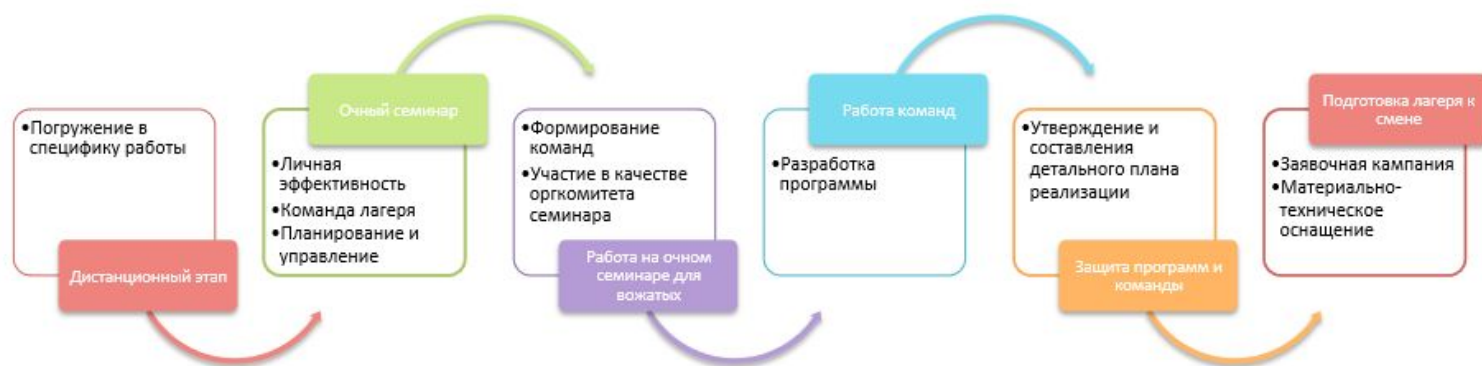 •Погружение в
специфику работы
Дистанционный этап
Очный семинар
•Личная
эффективность
•Команда лагеря
•Планирование и
управление
•Формирование
команд
•Участие в качестве
оргкомитета
семинара
Работа на очном
семинаре для
вожатых
Работа команд
•Разработка
программы
•Утверждение и
составления
детального плана
реализации
Защита программ и
команды
Подготовка лагеря к
смене
•Заявочная кампания
•Материально-
техническое
оснащение